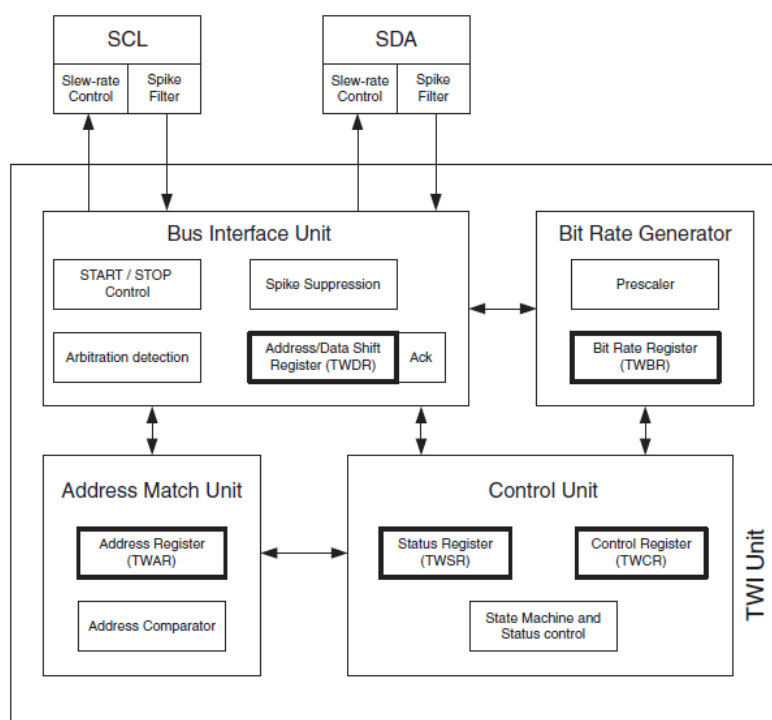 SCL
SDA
Slew-rate
Control
Spike
Filter
Slew-rate
Control
Spike
Filter
Bus Interface Unit
START / STOP
Control
Spike Suppression
Arbitration detection
Address/Data Shift
Register (TWDR)
Ack
Bit Rate Generator
Prescaler
Bit Rate Register
(TWBR)
Address Match Unit
Address Register
(TWAR)
Address Comparator
Control Unit
Status Register
(TWSR)
Control Register
(TWCR)
State Machine and
Status control
TWI Unit